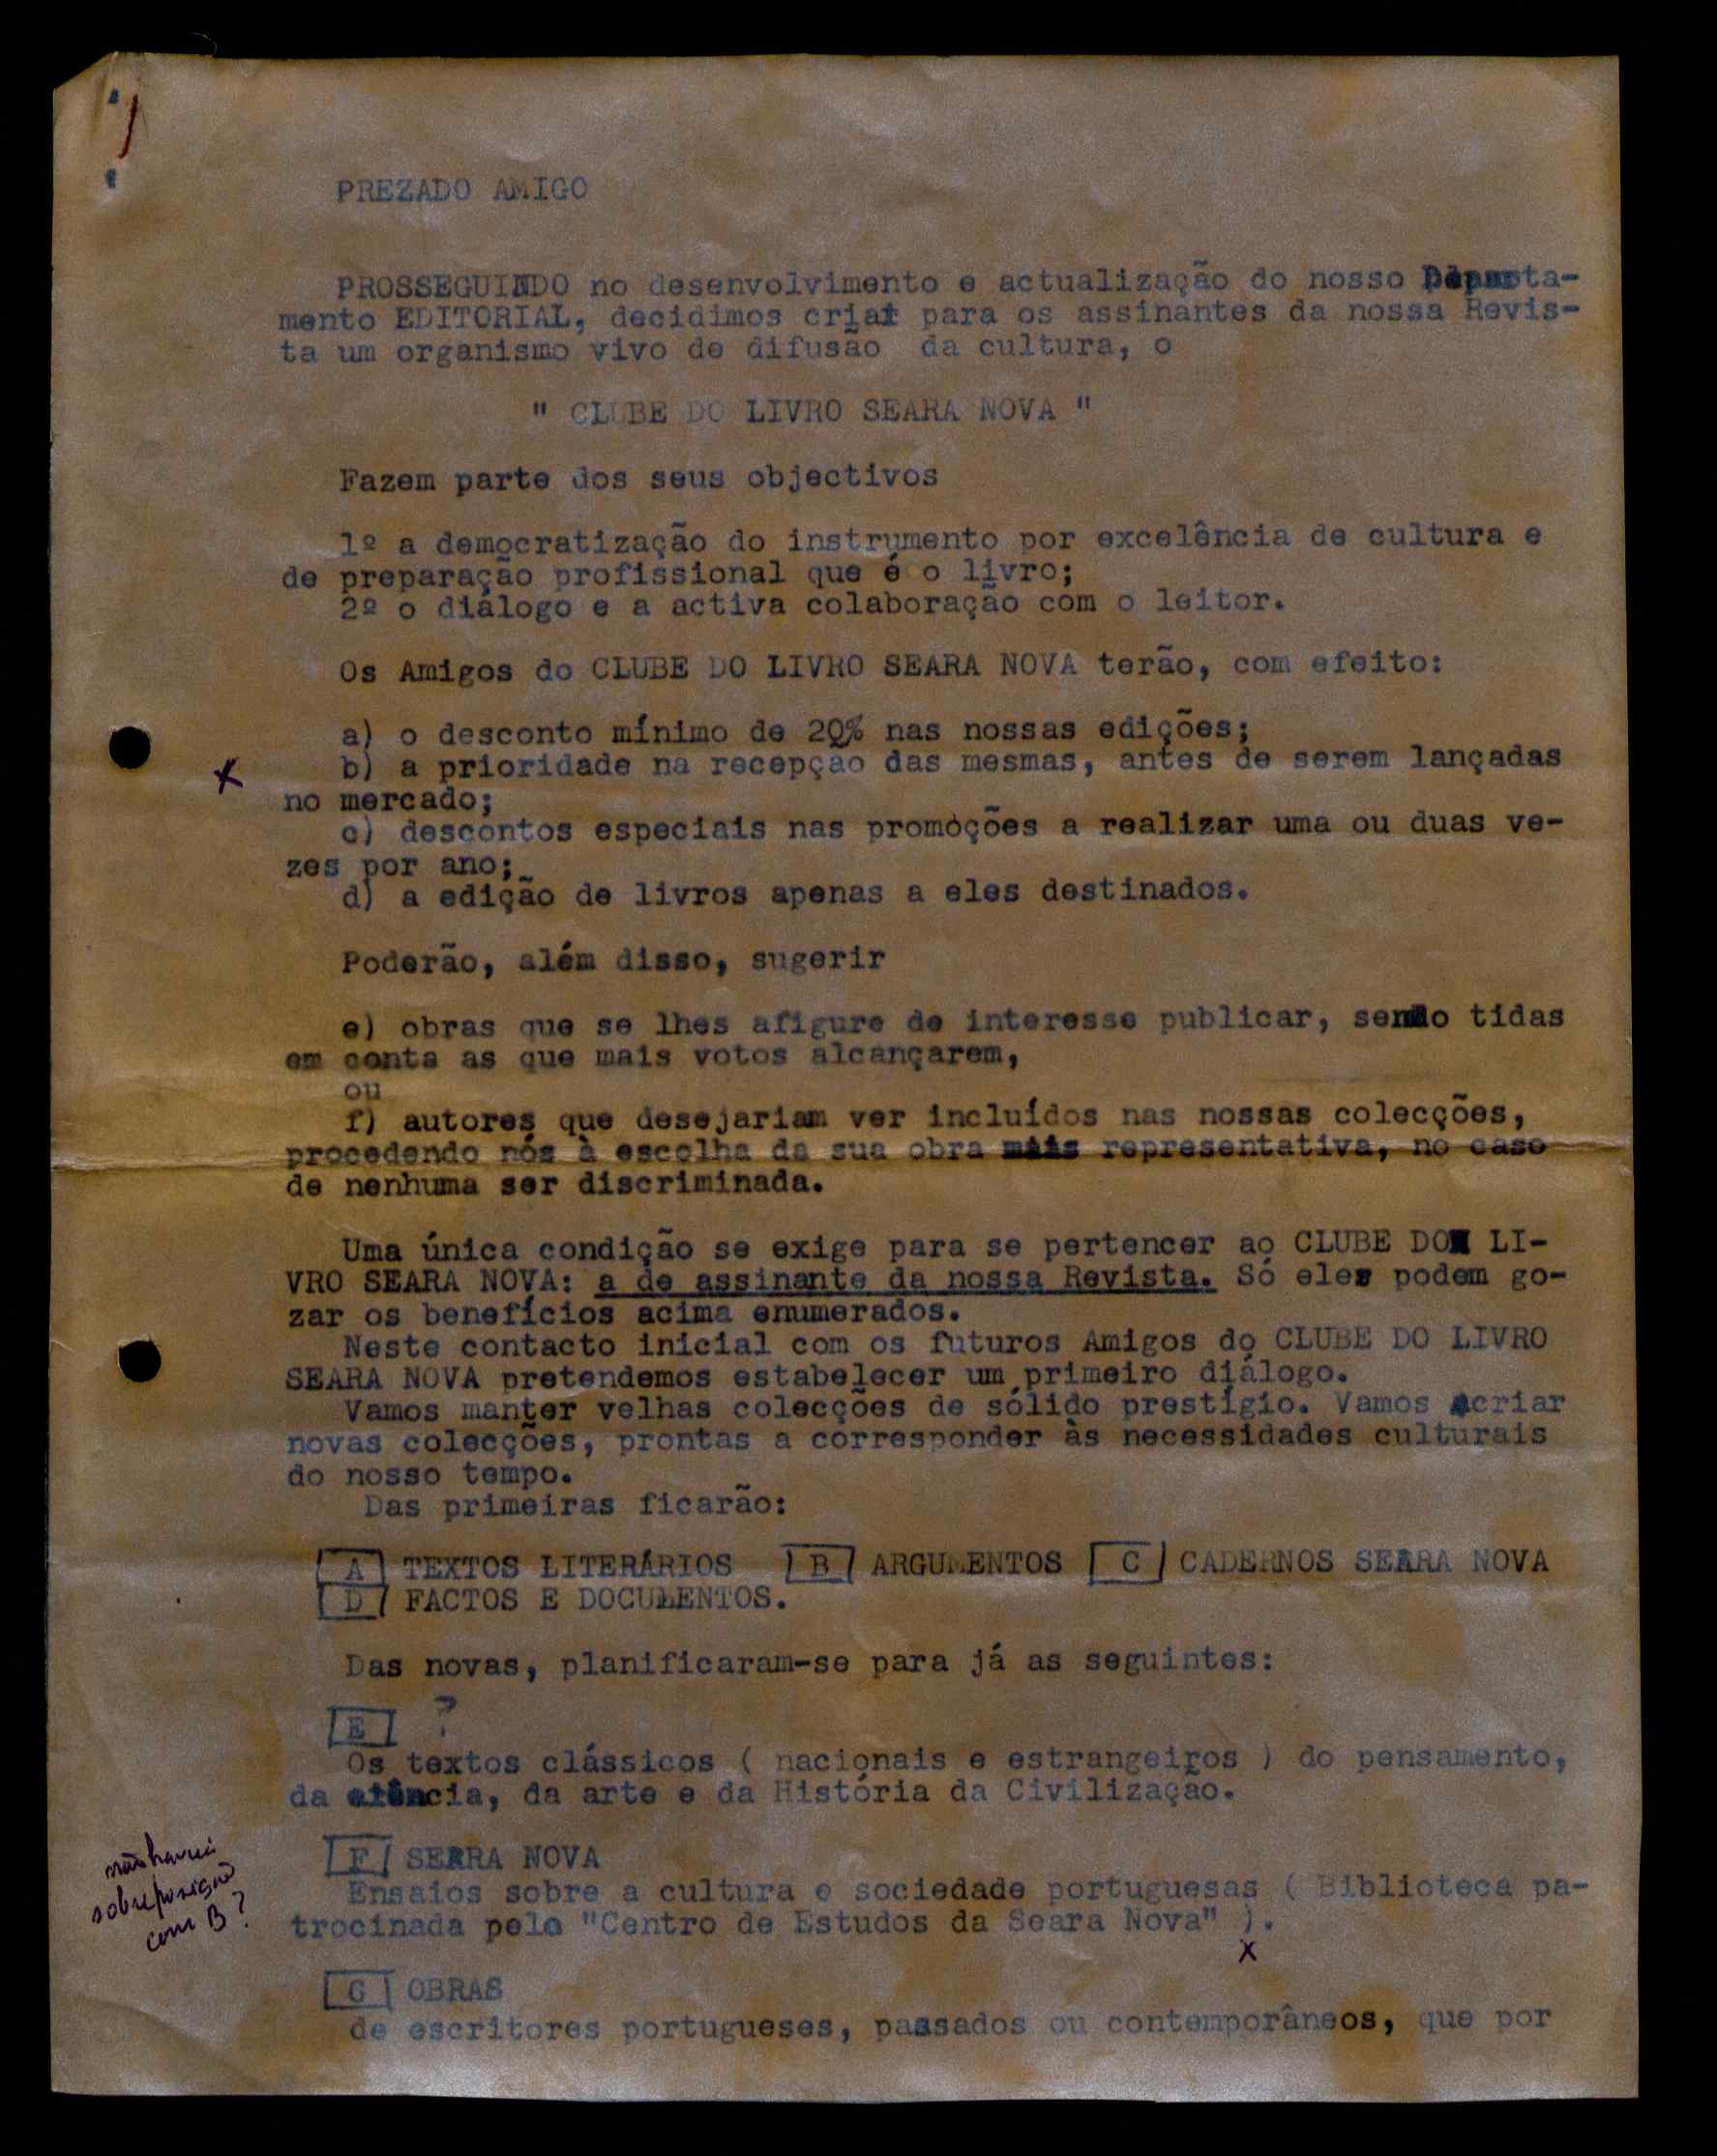 PREZADO AMIGO
PROSSEGUINDO no desenvolvimento e actualização do nosso Departa-
mento EDITORIAL, decidimos criar para os assinantes da nossa Revis-
ta um organismo vivo de difusão da cultura, o
" CLUBE DO LIVRO SEARA NOVA "
Fazem parte dos seus objectivos
1º a democratização do instrumento por excelência de cultura e
de preparação profissional que é o livro;
2º o diálogo e a activa colaboração com o leitor.
Os Amigos do CLUBE DO LIVRO SEARA NOVA terão, com efeito:
a) o desconto mínimo de 20% nas nossas edições;
x b) a prioridade na recepção das mesmas, antes de serem lançadas
no mercado;
c) descontos especiais nas promóções a realizar uma ou duas ve-
zes por ano;
d) a edição de livros apenas a eles destinados.
Poderão, além disso, sugerir
e) obras que se lhes afigure de interesse publicar, sendo tidas
em conta as que mais votos alcançarem,
ou
f) autores que desejariam ver incluídos nas nossas colecções,
procedendo nós à escolha da sua obra mais representativa, no caso
de nenhuma ser discriminada.
Uma única condição se exige para se pertencer ao CLUBE DO LI-
VRO SEARA NOVA: a de assinante da nossa Revista. Só eles podem go-
zar os benefícios acima enumerados.
Neste contacto inicial com os futuros Amigos do CLUBE DO LIVRO
SEARA NOVA pretendemos estabelecer um primeiro diálogo.
Vamos manter velhas colecções de sólido prestígio. Vamos criar
novas colecções, prontas a corresponder às necessidades culturais
do nosso tempo.
Das primeiras ficarão:
A TEXTOS LITERÁRIOS B ARGUMENTOS C CADERNOS SEARA NOVA
D FACTOS E DOCUMENTOS.
Das novas, planificaram-se para já as seguintes:
E ?
Os textos clássicos ( nacionais e estrangeiros ) do pensamento,
da ciência, da arte e da História da Civilização.
F SEARA NOVA
Ensaios sobre a cultura e sociedade portuguesas ( Biblioteca pa-
trocinada pelo "Centro de Estudos da Seara Nova" ).
x
não haverá
sobreposição
com B?
G OBRAS
de escritores portugueses, passados ou contemporâneos, que por